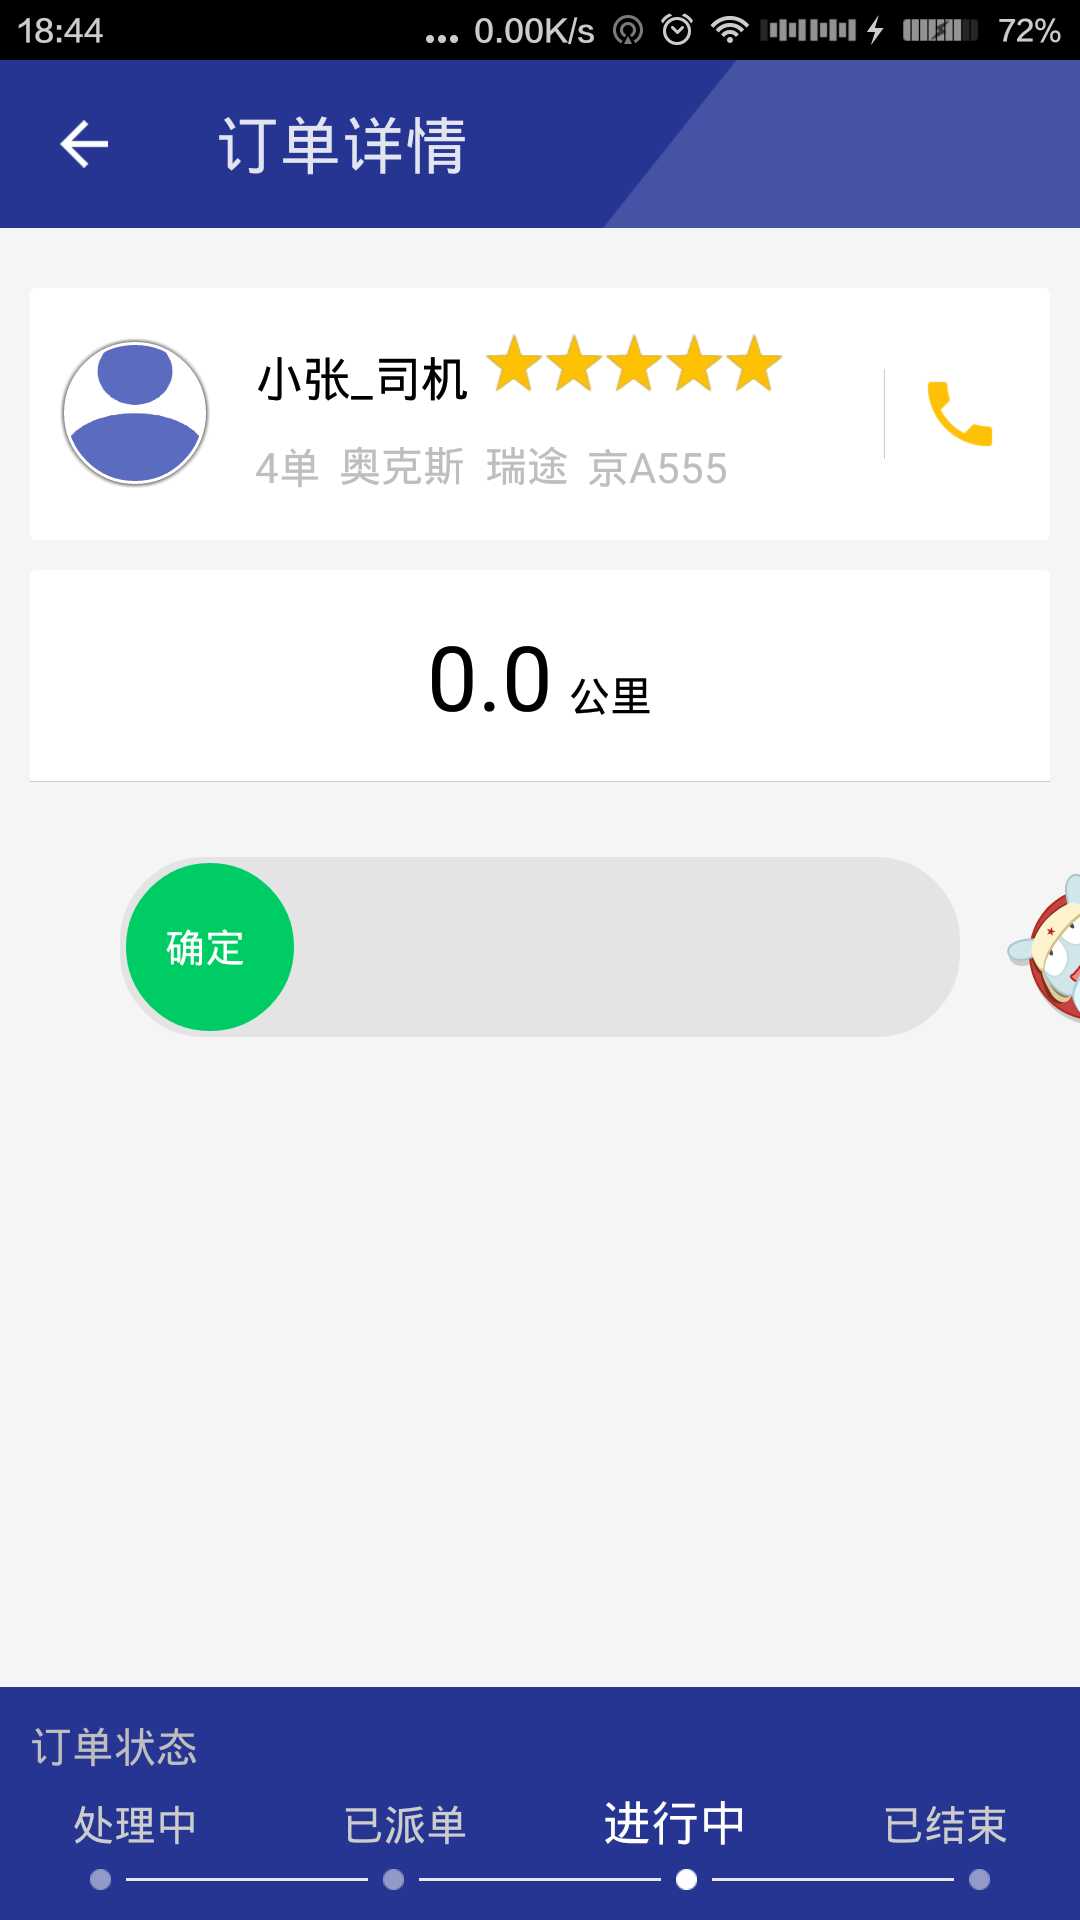 18:44 ... 0.00K/s 72%
订单详情
小张_司机
4单 奥克斯 瑞途 京A555
0.0 公里
确定
订单状态
处理中 已派单 进行中 已结束